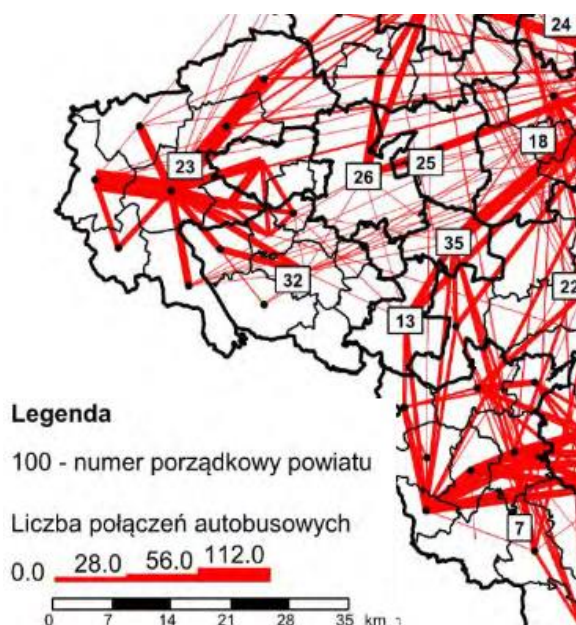 24
18
23
25
26
35
32
22
13
Legenda
100 - numer porządkowy powiatu
Liczba połączeń autobusowych
0.0 28.0 56.0 112.0
7
0 7 14 21 28 35 km